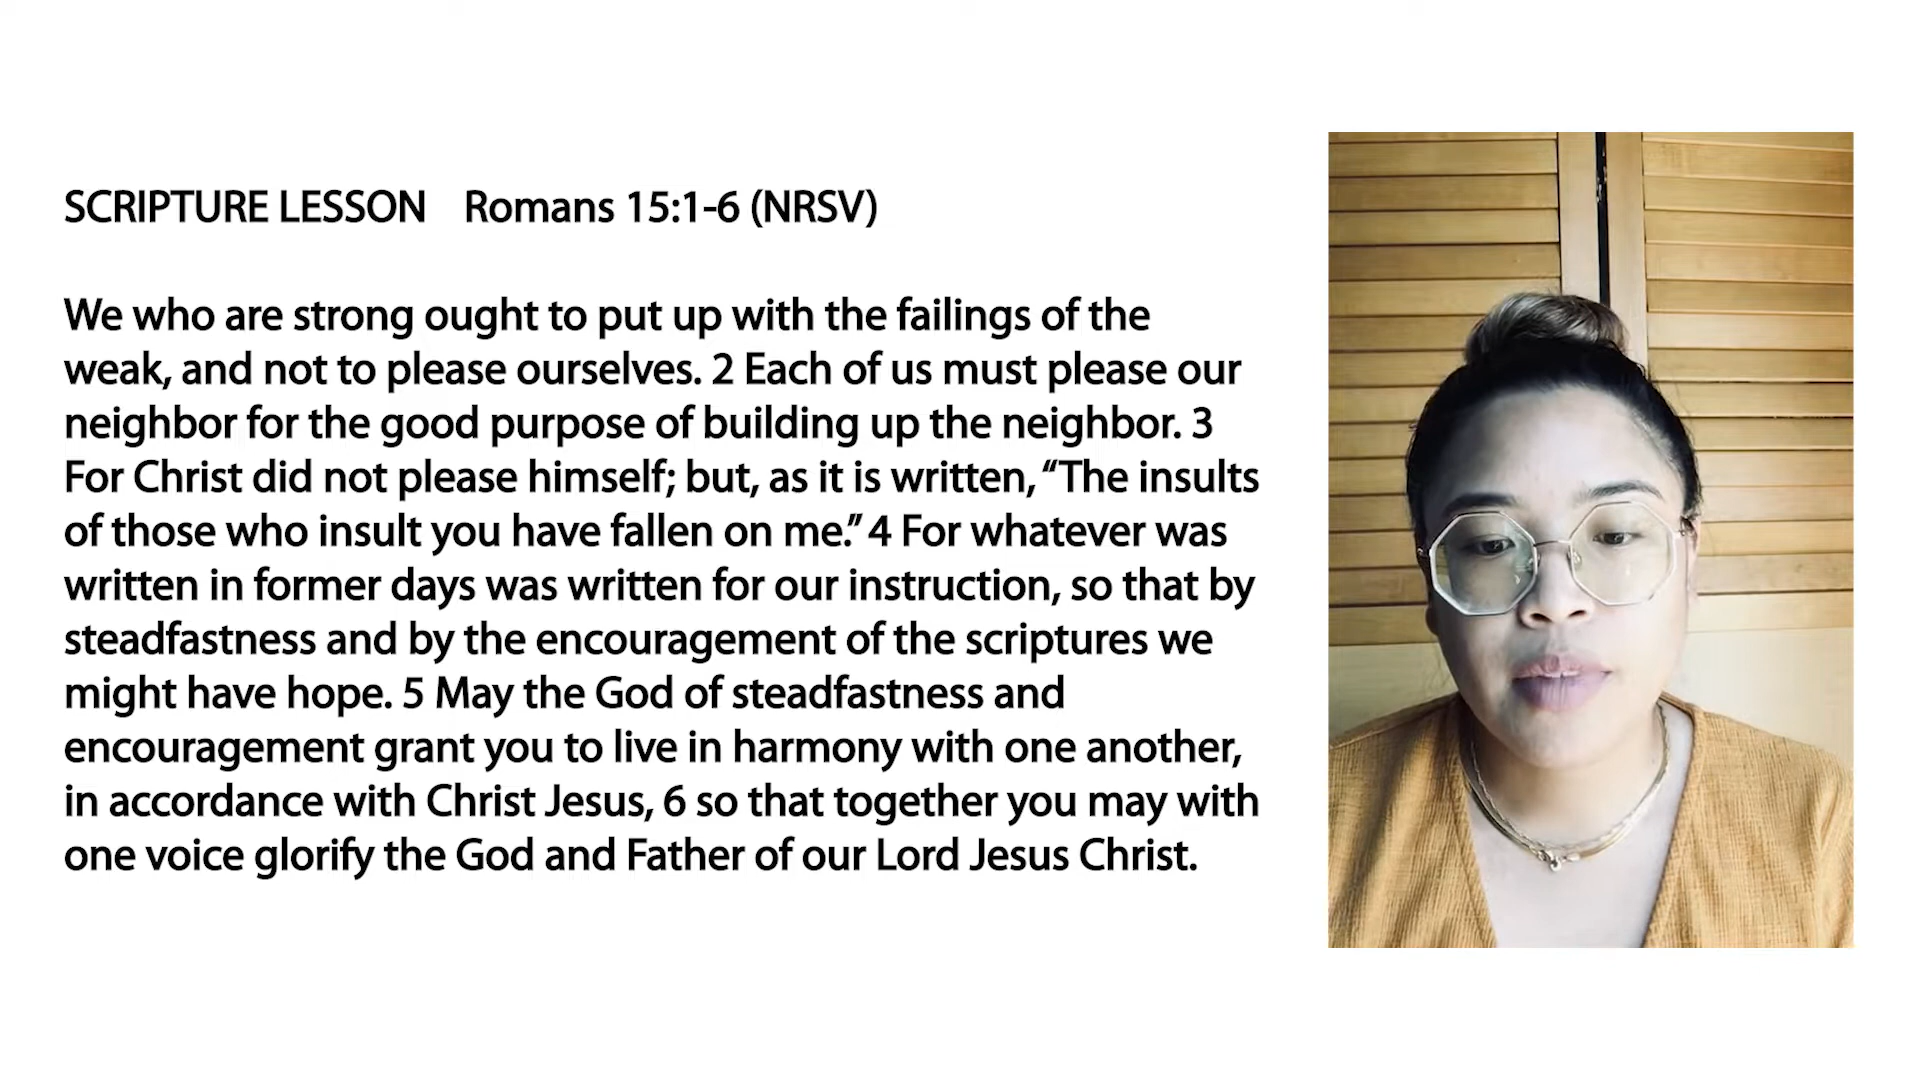 SCRIPTURE LESSON Romans 15:1-6 (NRSV)
We who are strong ought to put up with the failings of the
weak, and not to please ourselves. 2 Each of us must please our
neighbor for the good purpose of building up the neighbor. 3
For Christ did not please himself; but, as it is written, “The insults
of those who insult you have fallen on me.” 4 For whatever was
written in former days was written for our instruction, so that by
steadfastness and by the encouragement of the scriptures we
might have hope. 5 May the God of steadfastness and
encouragement grant you to live in harmony with one another,
in accordance with Christ Jesus, 6 so that together you may with
one voice glorify the God and Father of our Lord Jesus Christ.